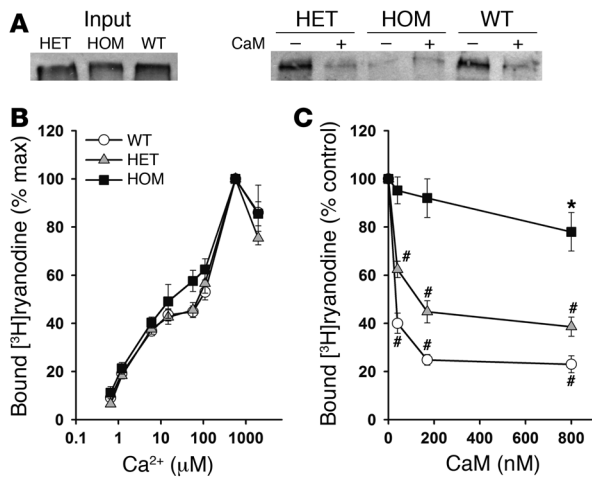 A
Input
HET HOM WT
HET HOM WT
CaM – + – + – +
B
Bound [³H]ryanodine (% max)
120
100
80
60
40
20
0
WT
HET
HOM
0.1 1 10 100 1000
Ca²⁺ (μM)
C
Bound [³H]ryanodine (% control)
120
100
80
60
40
20
0
*
#
#
#
#
#
#
0 200 400 600 800
CaM (nM)